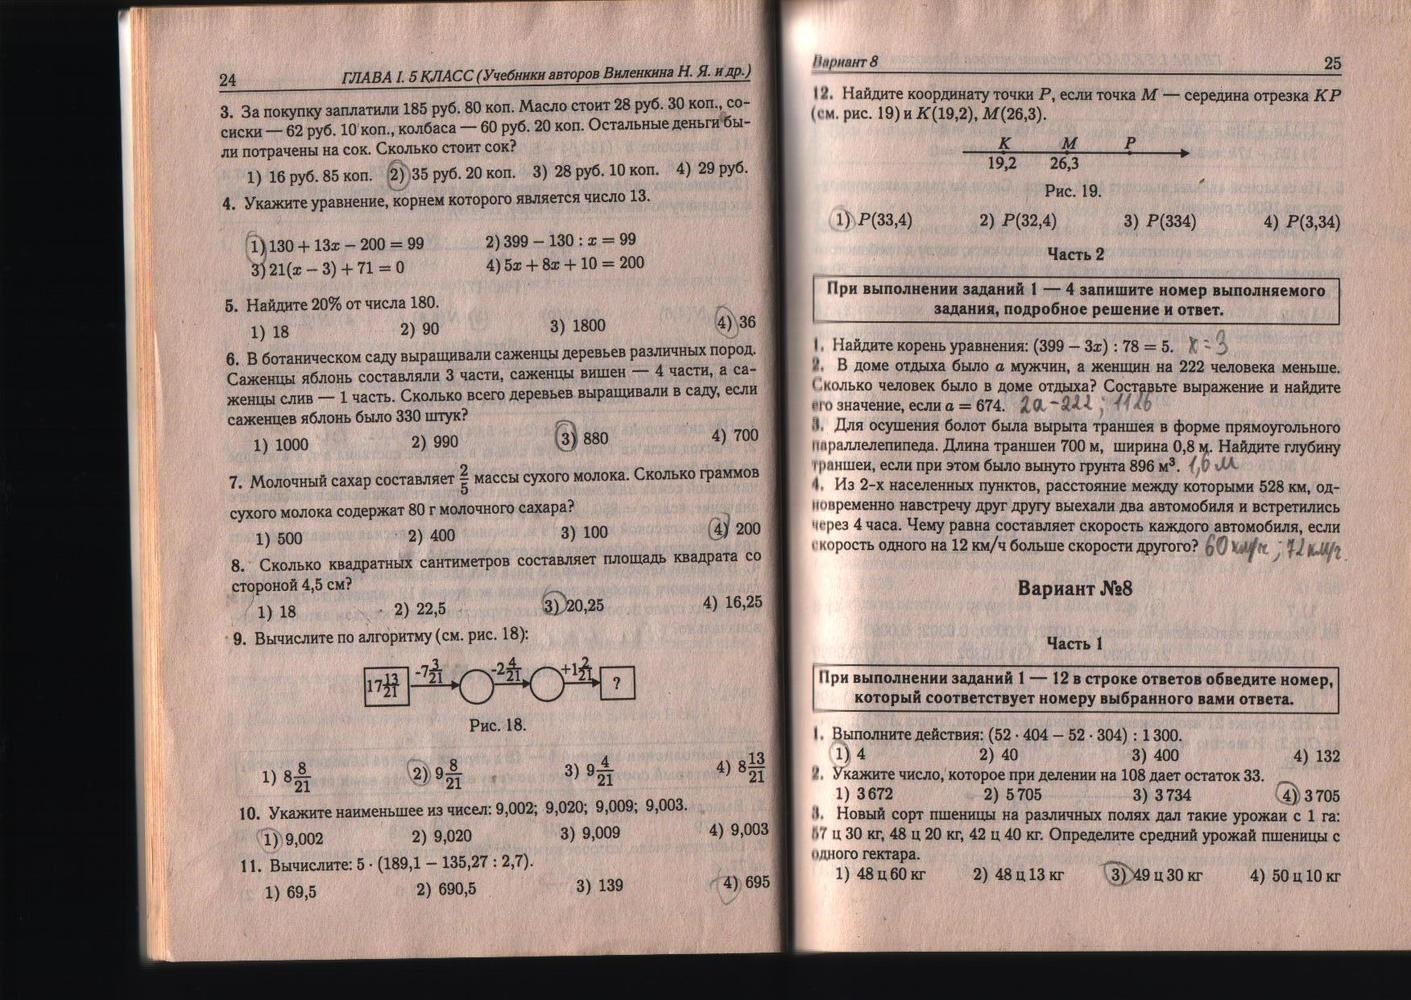 24 ГЛАВА I. 5 КЛАСС (Учебники авторов Виленкина Н. Я. и др.)
3. За покупку заплатили 185 руб. 80 коп. Масло стоит 28 руб. 30 коп., со-
сиски — 62 руб. 10 коп., колбаса — 60 руб. 20 коп. Остальные деньги бы-
ли потрачены на сок. Сколько стоит сок?
1) 16 руб. 85 коп. 2) 35 руб. 20 коп. 3) 28 руб. 10 коп. 4) 29 руб.
4. Укажите уравнение, корнем которого является число 13.
1) 130 + 13x − 200 = 99 2) 399 − 130 : x = 99
3) 21(x − 3) + 71 = 0 4) 5x + 8x + 10 = 200
5. Найдите 20% от числа 180.
1) 18 2) 90 3) 1800 4) 36
6. В ботаническом саду выращивали саженцы деревьев различных пород.
Саженцы яблонь составляли 3 части, саженцы вишен — 4 части, а са-
женцы слив — 1 часть. Сколько всего деревьев выращивали в саду, если
саженцев яблонь было 330 штук?
1) 1000 2) 990 3) 880 4) 700
7. Молочный сахар составляет 2/5 массы сухого молока. Сколько граммов
сухого молока содержат 80 г молочного сахара?
1) 500 2) 400 3) 100 4) 200
8. Сколько квадратных сантиметров составляет площадь квадрата со
стороной 4,5 см?
1) 18 2) 22,5 3) 20,25 4) 16,25
9. Вычислите по алгоритму (см. рис. 18):
17 13/21 -7 3/21 -2 4/21 +1 2/21 ?
Рис. 18.
1) 8 8/21 2) 9 8/21 3) 9 4/21 4) 8 13/21
10. Укажите наименьшее из чисел: 9,002; 9,020; 9,009; 9,003.
1) 9,002 2) 9,020 3) 9,009 4) 9,003
11. Вычислите: 5 · (189,1 − 135,27 : 2,7).
1) 69,5 2) 690,5 3) 139 4) 695
Вариант 8 25
12. Найдите координату точки P, если точка M — середина отрезка KP
(см. рис. 19) и K(19,2), M(26,3).
K M P
19,2 26,3
Рис. 19.
1) P(33,4) 2) P(32,4) 3) P(334) 4) P(3,34)
Часть 2
При выполнении заданий 1 — 4 запишите номер выполняемого
задания, подробное решение и ответ.
1. Найдите корень уравнения: (399 − 3x) : 78 = 5. x = 3
2. В доме отдыха было a мужчин, а женщин на 222 человека меньше.
Сколько человек было в доме отдыха? Составьте выражение и найдите
его значение, если a = 674. 2a-222; 1126
3. Для осушения болот была вырыта траншея в форме прямоугольного
параллелепипеда. Длина траншеи 700 м, ширина 0,8 м. Найдите глубину
траншеи, если при этом было вынуто грунта 896 м³. 1,6 м
4. Из 2-х населенных пунктов, расстояние между которыми 528 км, од-
новременно навстречу друг другу выехали два автомобиля и встретились
через 4 часа. Чему равна составляет скорость каждого автомобиля, если
скорость одного на 12 км/ч больше скорости другого? 60 км/ч; 72 км/ч
Вариант №8
Часть 1
При выполнении заданий 1 — 12 в строке ответов обведите номер,
который соответствует номеру выбранного вами ответа.
1. Выполните действия: (52 · 404 − 52 · 304) : 1 300.
1) 4 2) 40 3) 400 4) 132
2. Укажите число, которое при делении на 108 дает остаток 33.
1) 3 672 2) 5 705 3) 3 734 4) 3 705
3. Новый сорт пшеницы на различных полях дал такие урожаи с 1 га:
57 ц 30 кг, 48 ц 20 кг, 42 ц 40 кг. Определите средний урожай пшеницы с
одного гектара.
1) 48 ц 60 кг 2) 48 ц 13 кг 3) 49 ц 30 кг 4) 50 ц 10 кг